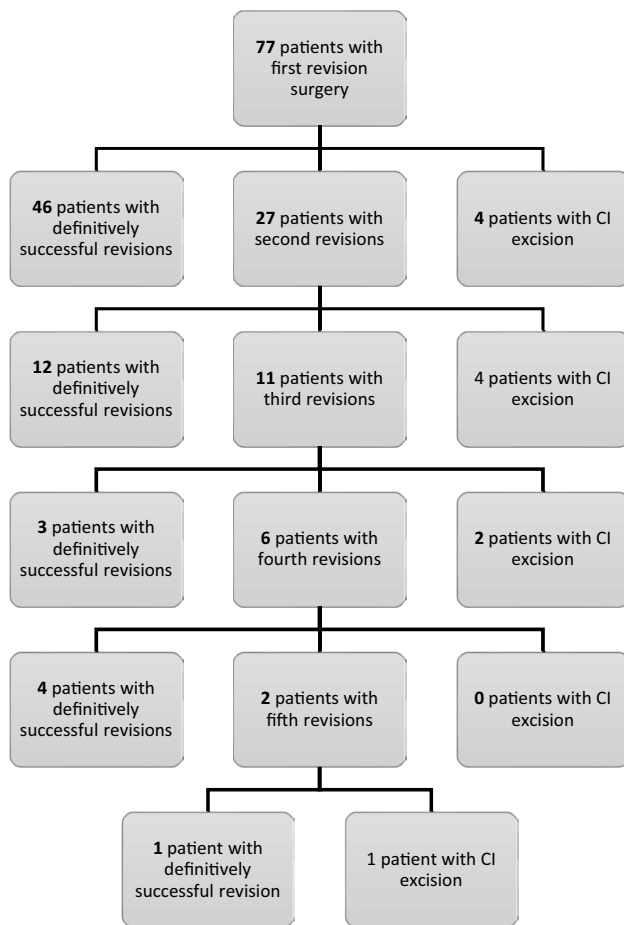 77 patients with
first revision
surgery
46 patients with
definitively
successful revisions
27 patients with
second revisions
4 patients with CI
excision
12 patients with
definitively
successful revisions
11 patients with
third revisions
4 patients with CI
excision
3 patients with
definitively
successful revisions
6 patients with
fourth revisions
2 patients with CI
excision
4 patients with
definitively
successful revisions
2 patients with
fifth revisions
0 patients with CI
excision
1 patient with
definitively
successful revision
1 patient with CI
excision